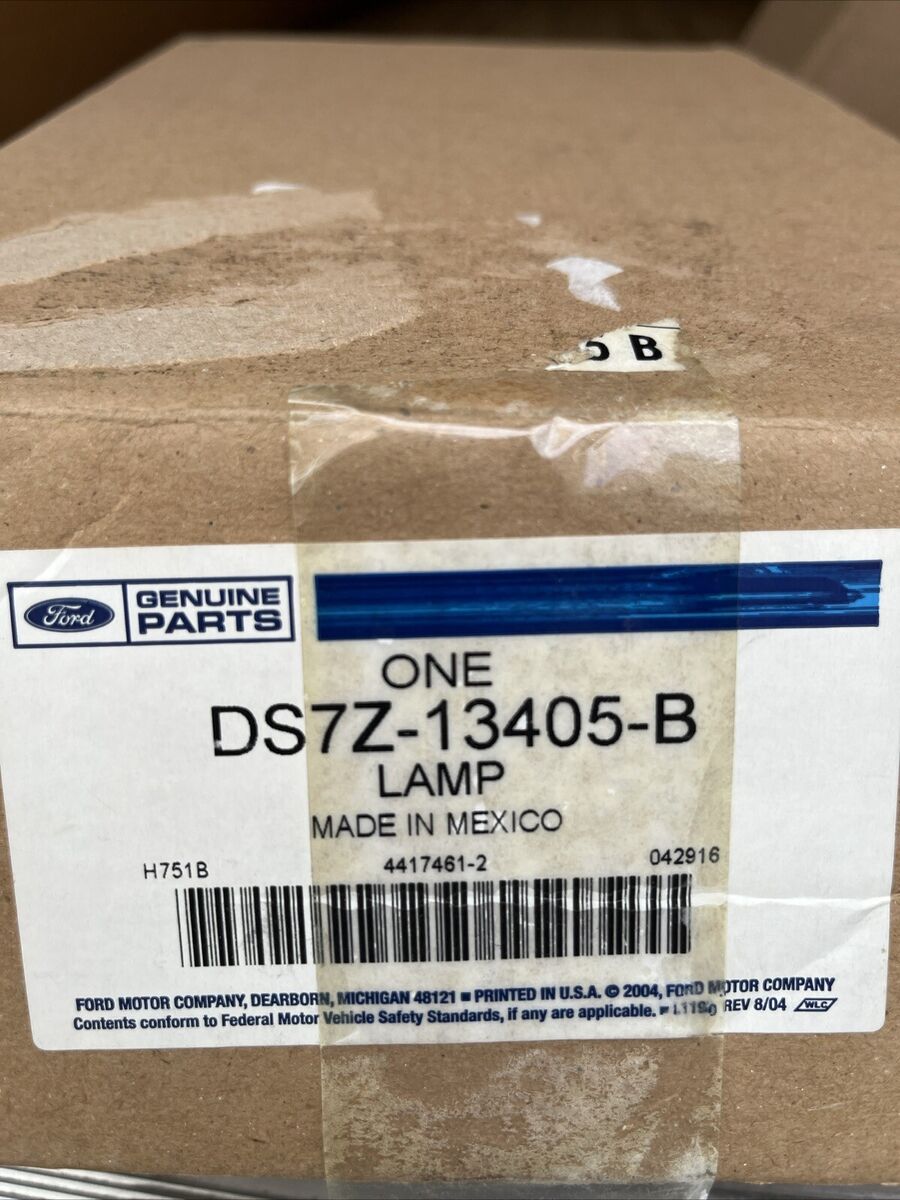 5 B
Ford
GENUINE
PARTS
ONE
DS7Z-13405-B
LAMP
MADE IN MEXICO
H751B 4417461-2 042916
FORD MOTOR COMPANY, DEARBORN, MICHIGAN 48121 ■ PRINTED IN U.S.A. © 2004, FORD MOTOR COMPANY
Contents conform to Federal Motor Vehicle Safety Standards, if any are applicable. ■ REV 8/04 WLC